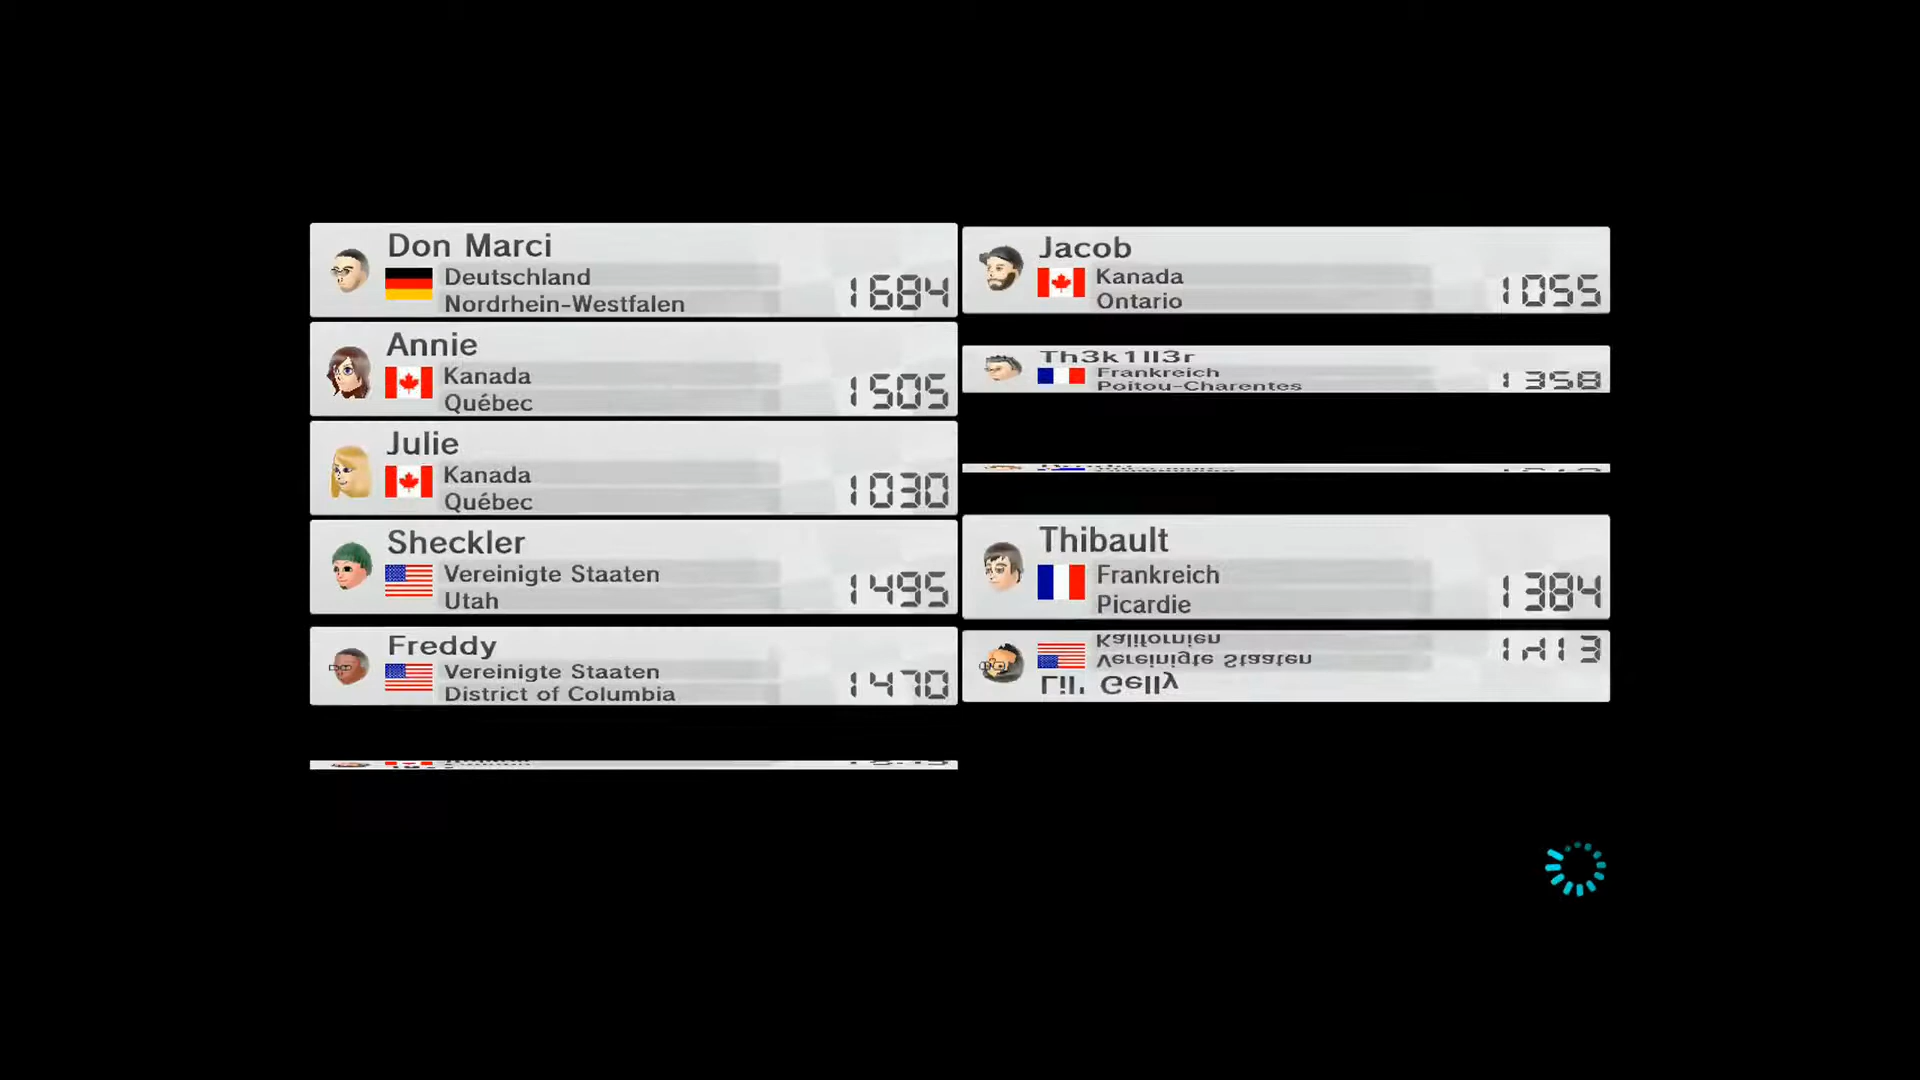 Don Marci
Deutschland
Nordrhein-Westfalen
1684
Annie
Kanada
Québec
1505
Julie
Kanada
Québec
1030
Sheckler
Vereinigte Staaten
Utah
1495
Freddy
Vereinigte Staaten
District of Columbia
1470
Jacob
Kanada
Ontario
1055
Th3k1ll3r
Frankreich
Poitou-Charentes
1358
Thibault
Frankreich
Picardie
1384
Lil' Gelly
Vereinigte Staaten
Kalifornien